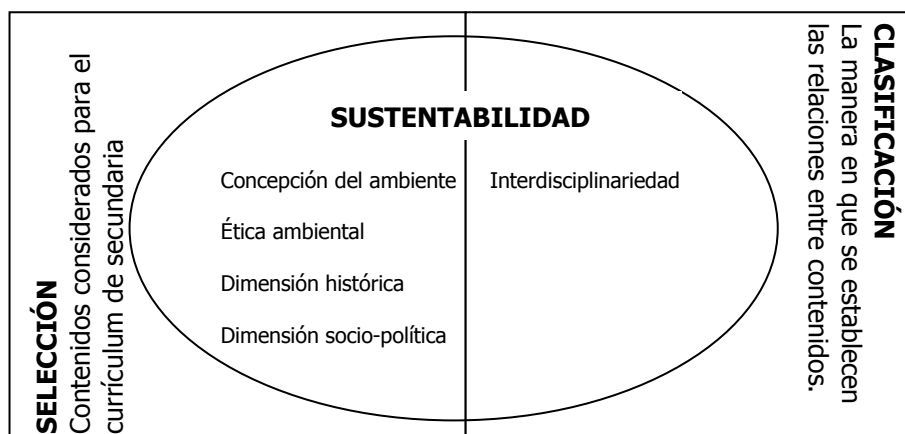 SELECCIÓN
Contenidos considerados para el
currículum de secundaria
SUSTENTABILIDAD
Concepción del ambiente
Ética ambiental
Dimensión histórica
Dimensión socio-política
Interdisciplinariedad
CLASIFICACIÓN
La manera en que se establecen
las relaciones entre contenidos.